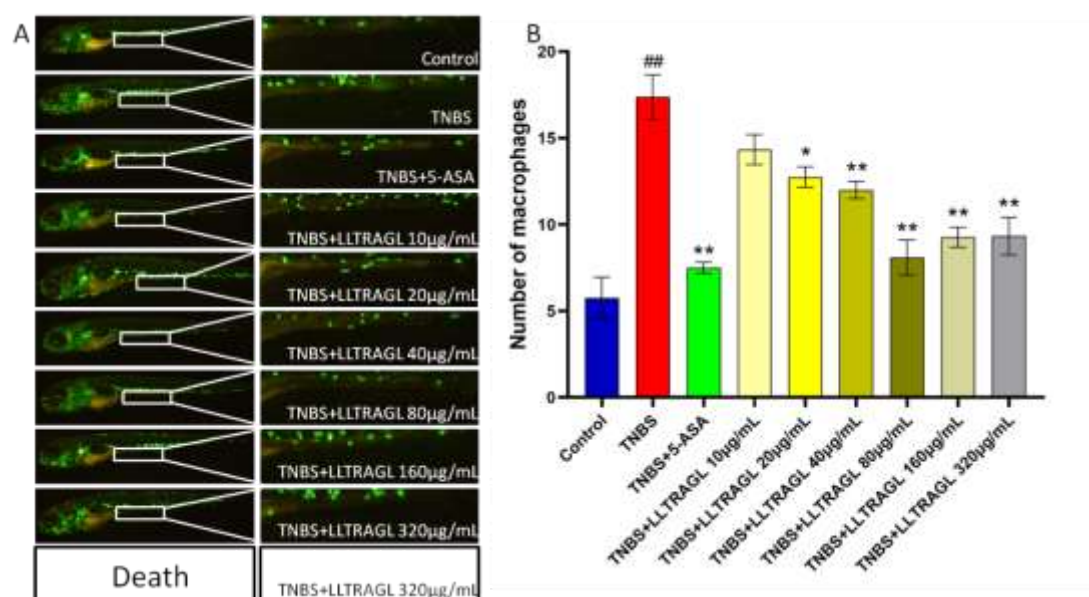 A
Control
TNBS
TNBS+5-ASA
TNBS+LLTRAGL 10μg/mL
TNBS+LLTRAGL 20μg/mL
TNBS+LLTRAGL 40μg/mL
TNBS+LLTRAGL 80μg/mL
TNBS+LLTRAGL 160μg/mL
TNBS+LLTRAGL 320μg/mL
Death
TNBS+LLTRAGL 320μg/mL
B
Number of macrophages
20
15
10
5
0
##
**
*
**
**
**
**
Control
TNBS
TNBS+5-ASA
TNBS+LLTRAGL 10μg/mL
TNBS+LLTRAGL 20μg/mL
TNBS+LLTRAGL 40μg/mL
TNBS+LLTRAGL 80μg/mL
TNBS+LLTRAGL 160μg/mL
TNBS+LLTRAGL 320μg/mL